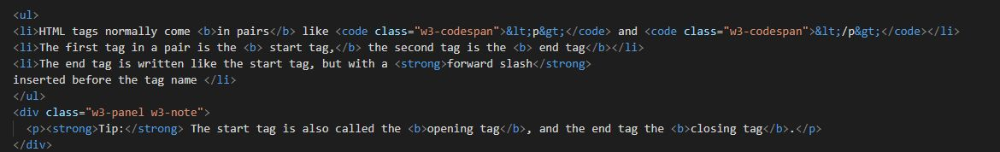 <ul>
<li>HTML tags normally come <b>in pairs</b> like <code class="w3-codespan">&lt;p&gt;</code> and <code class="w3-codespan">&lt;/p&gt;</code></li>
<li>The first tag in a pair is the <b> start tag,</b> the second tag is the <b> end tag</b></li>
<li>The end tag is written like the start tag, but with a <strong>forward slash</strong>
inserted before the tag name </li>
</ul>
<div class="w3-panel w3-note">
  <p><strong>Tip:</strong> The start tag is also called the <b>opening tag</b>, and the end tag the <b>closing tag</b>.</p>
</div>